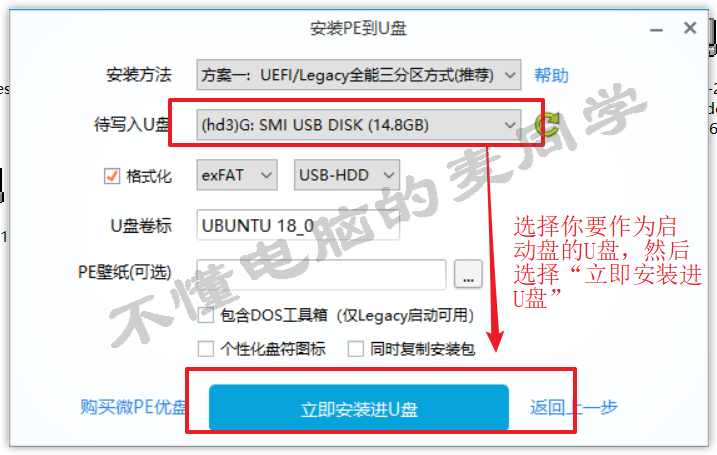 安装PE到U盘
安装方法 方案一：UEFI/Legacy全能三分区方式(推荐) 帮助
待写入U盘 (hd3)G: SMI USB DISK (14.8GB)
格式化 exFAT USB-HDD
U盘卷标 UBUNTU 18_0
PE壁纸(可选) ...
包含DOS工具箱（仅Legacy启动可用）
个性化盘符图标 同时复制安装包
购买微PE优盘 立即安装进U盘 返回上一步
选择你要作为启
动盘的U盘，然后
选择“立即安装进
U盘”
不懂电脑的麦同学
es
1
-2
de
6